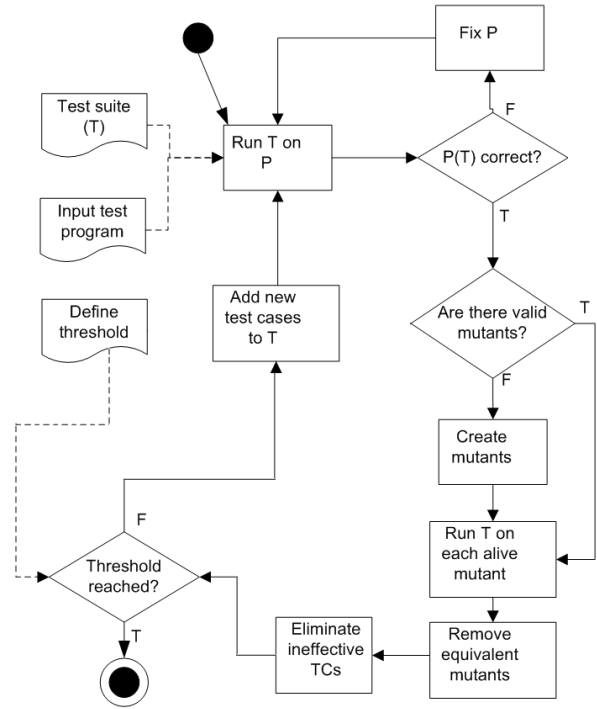 Fix P
Test suite
(T)
Run T on
P
F
P(T) correct?
T
Input test
program
Define
threshold
Add new
test cases
to T
Are there valid
mutants?
T
F
Create
mutants
F
Run T on
each alive
mutant
Threshold
reached?
T
Eliminate
ineffective
TCs
Remove
equivalent
mutants